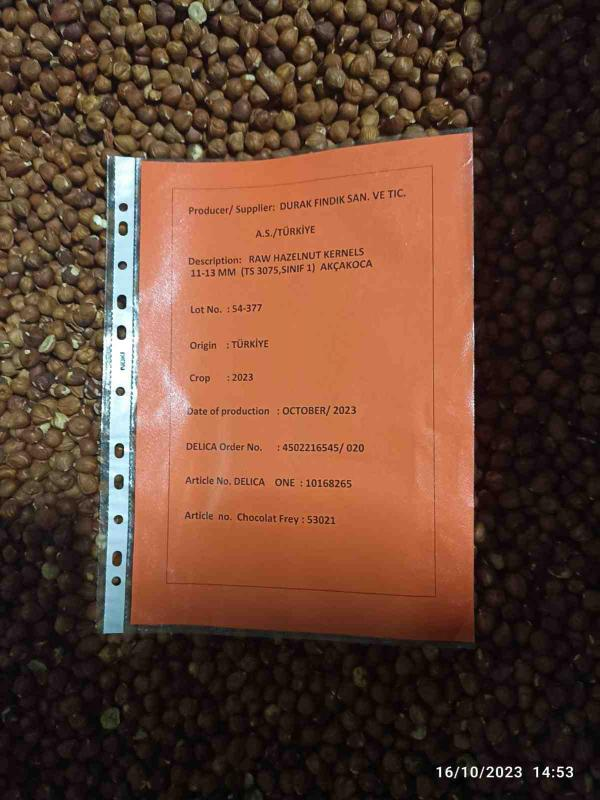 Producer/ Supplier: DURAK FINDIK SAN. VE TIC.
A.S./TÜRKİYE
Description: RAW HAZELNUT KERNELS
11-13 MM (TS 3075,SINIF 1) AKÇAKOCA
Lot No. : 54-377
Origin : TÜRKİYE
Crop : 2023
Date of production : OCTOBER/ 2023
DELICA Order No. : 4502216545/ 020
Article No. DELICA ONE : 10168265
Article no. Chocolat Frey : 53021
NOKI
16/10/2023 14:53